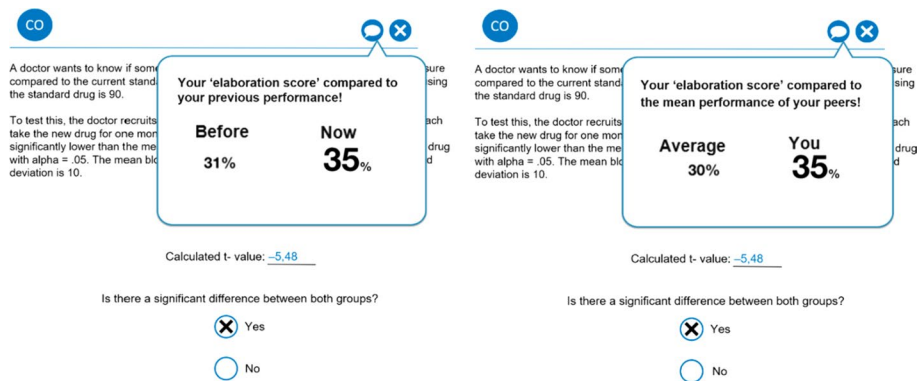 CO
A doctor wants to know if some
sure
compared to the current stand
sing
the standard drug is 90.
To test this, the doctor recruits
ach
take the new drug for one mon
significantly lower than the me
drug
with alpha = .05. The mean blo
d
deviation is 10.
Your ‘elaboration score’ compared to
your previous performance!
Before Now
31% 35%
Calculated t- value: –5,48
Is there a significant difference between both groups?
Yes
No
CO
A doctor wants to know if some
sure
compared to the current stand
sing
the standard drug is 90.
To test this, the doctor recruits
ach
take the new drug for one mon
significantly lower than the me
drug
with alpha = .05. The mean blo
d
deviation is 10.
Your ‘elaboration score’ compared to
the mean performance of your peers!
Average You
30% 35%
Calculated t- value: –5,48
Is there a significant difference between both groups?
Yes
No